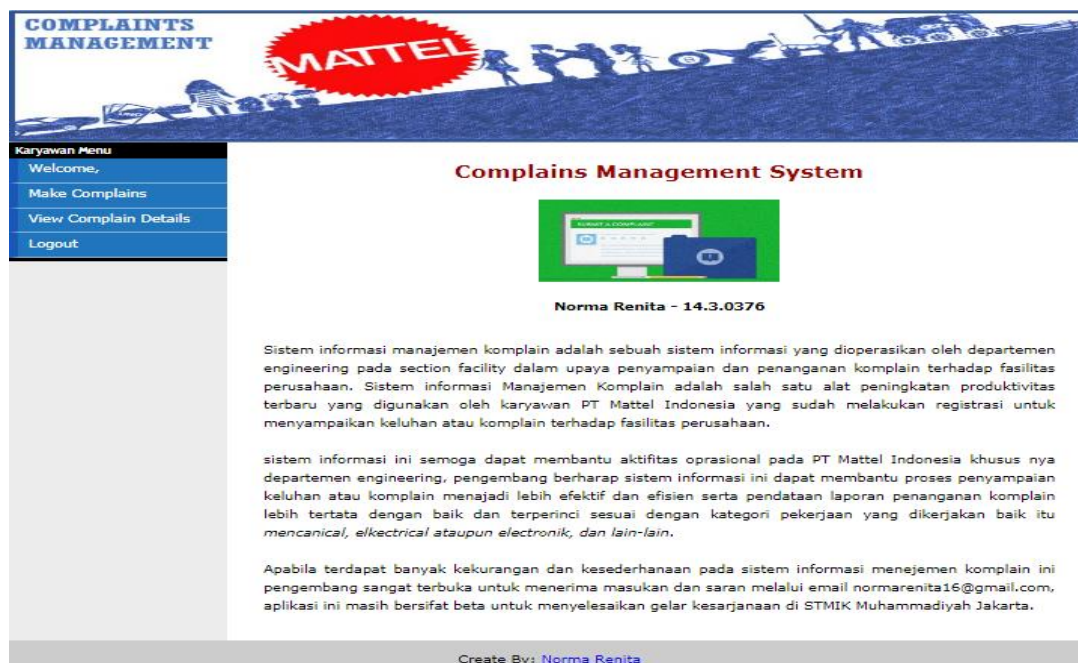 COMPLAINTS
MANAGEMENT
MATTEL
UNO
Karyawan Menu
Welcome,
Make Complains
View Complain Details
Logout
Complains Management System
SUBMIT A COMPLAINT
Norma Renita - 14.3.0376
Sistem informasi manajemen komplain adalah sebuah sistem informasi yang dioperasikan oleh departemen
engineering pada section facility dalam upaya penyampaian dan penanganan komplain terhadap fasilitas
perusahaan. Sistem informasi Manajemen Komplain adalah salah satu alat peningkatan produktivitas
terbaru yang digunakan oleh karyawan PT Mattel Indonesia yang sudah melakukan registrasi untuk
menyampaikan keluhan atau komplain terhadap fasilitas perusahaan.
sistem informasi ini semoga dapat membantu aktifitas oprasional pada PT Mattel Indonesia khusus nya
departemen engineering, pengembang berharap sistem informasi ini dapat membantu proses penyampaian
keluhan atau komplain menajadi lebih efektif dan efisien serta pendataan laporan penanganan komplain
lebih tertata dengan baik dan terperinci sesuai dengan kategori pekerjaan yang dikerjakan baik itu
mencanical, elkectrical ataupun electronik, dan lain-lain.
Apabila terdapat banyak kekurangan dan kesederhanaan pada sistem informasi menejemen komplain ini
pengembang sangat terbuka untuk menerima masukan dan saran melalui email normarenita16@gmail.com,
aplikasi ini masih bersifat beta untuk menyelesaikan gelar kesarjanaan di STMIK Muhammadiyah Jakarta.
Create By: Norma Renita